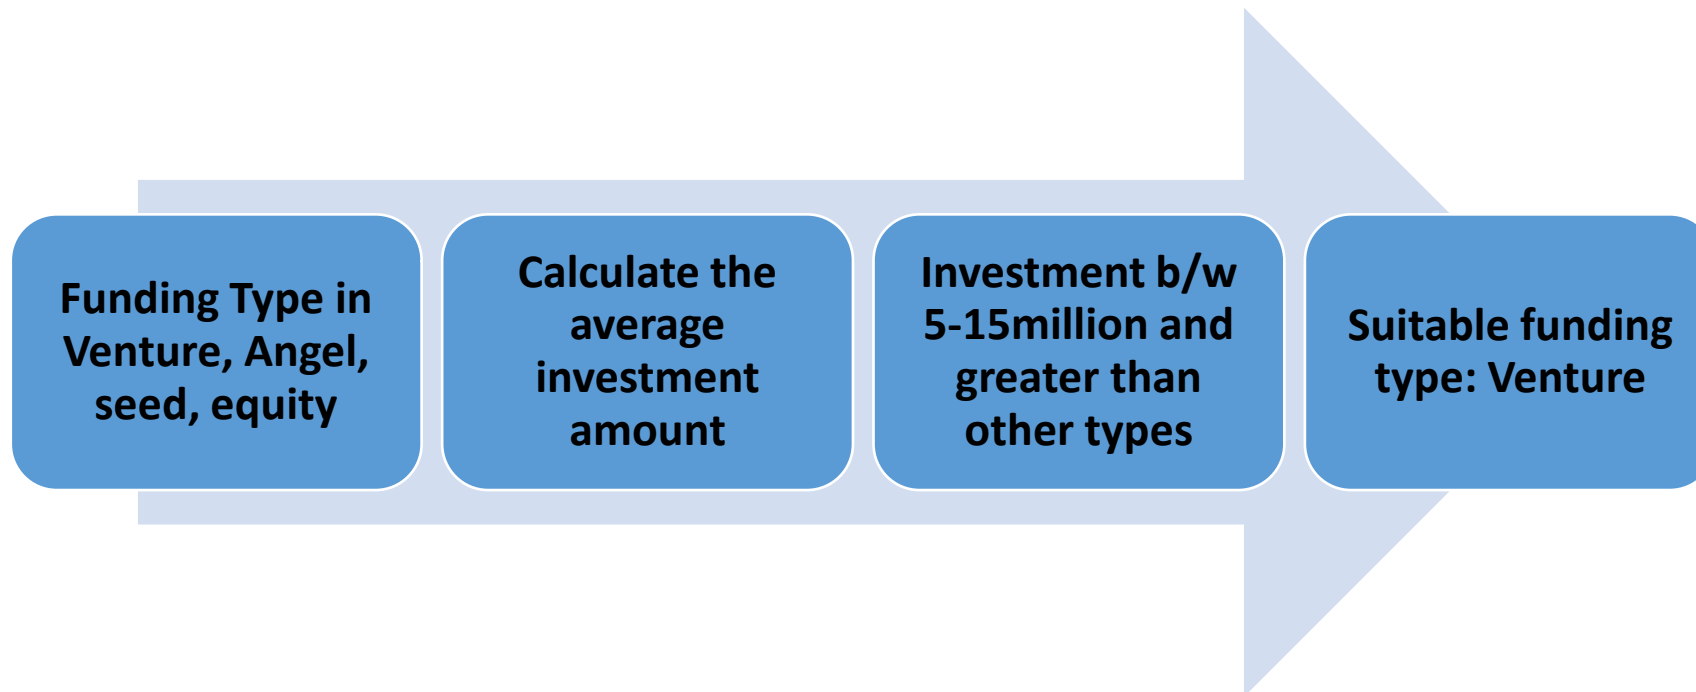 Funding Type in
Venture, Angel,
seed, equity
Calculate the
average
investment
amount
Investment b/w
5-15million and
greater than
other types
Suitable funding
type: Venture